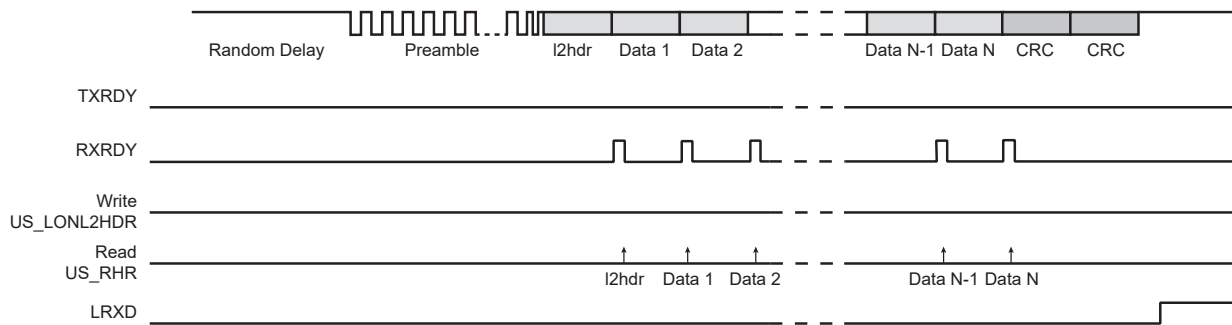 Random Delay Preamble l2hdr Data 1 Data 2 Data N-1 Data N CRC CRC
TXRDY
RXRDY
Write
US_LONL2HDR
Read
US_RHR
l2hdr Data 1 Data 2 Data N-1 Data N
LRXD